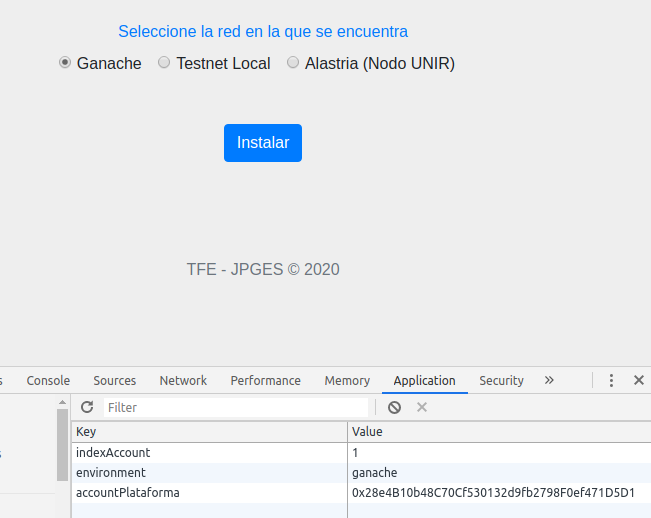 Seleccione la red en la que se encuentra
Ganache Testnet Local Alastria (Nodo UNIR)
Instalar
TFE - JPGES © 2020
s Console Sources Network Performance Memory Application Security »
Filter
Key Value
indexAccount 1
environment ganache
accountPlataforma 0x28e4B10b48C70Cf530132d9fb2798F0ef471D5D1